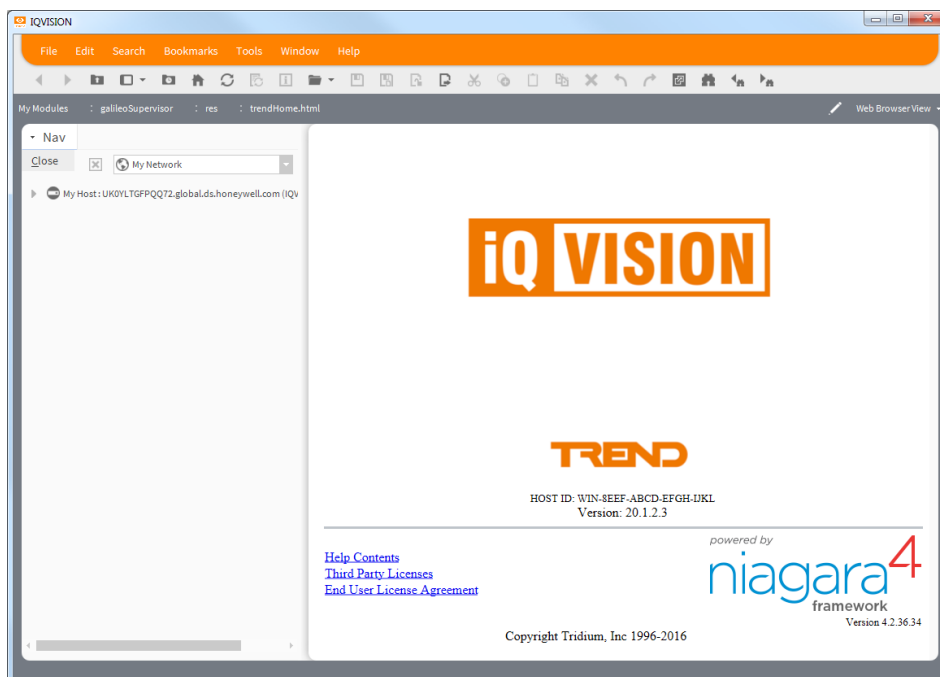 IQVISION
File Edit Search Bookmarks Tools Window Help
My Modules : galileoSupervisor : res : trendHome.html Web Browser View
Nav
Close My Network
My Host : UK0YLTGFPQQ72.global.ds.honeywell.com (IQV
iQ VISION
TREND
HOST ID: WIN-8EEF-ABCD-EFGH-IJKL
Version: 20.1.2.3
Help Contents
Third Party Licenses
End User License Agreement
powered by
niagara4
framework
Version 4.2.36.34
Copyright Tridium, Inc 1996-2016